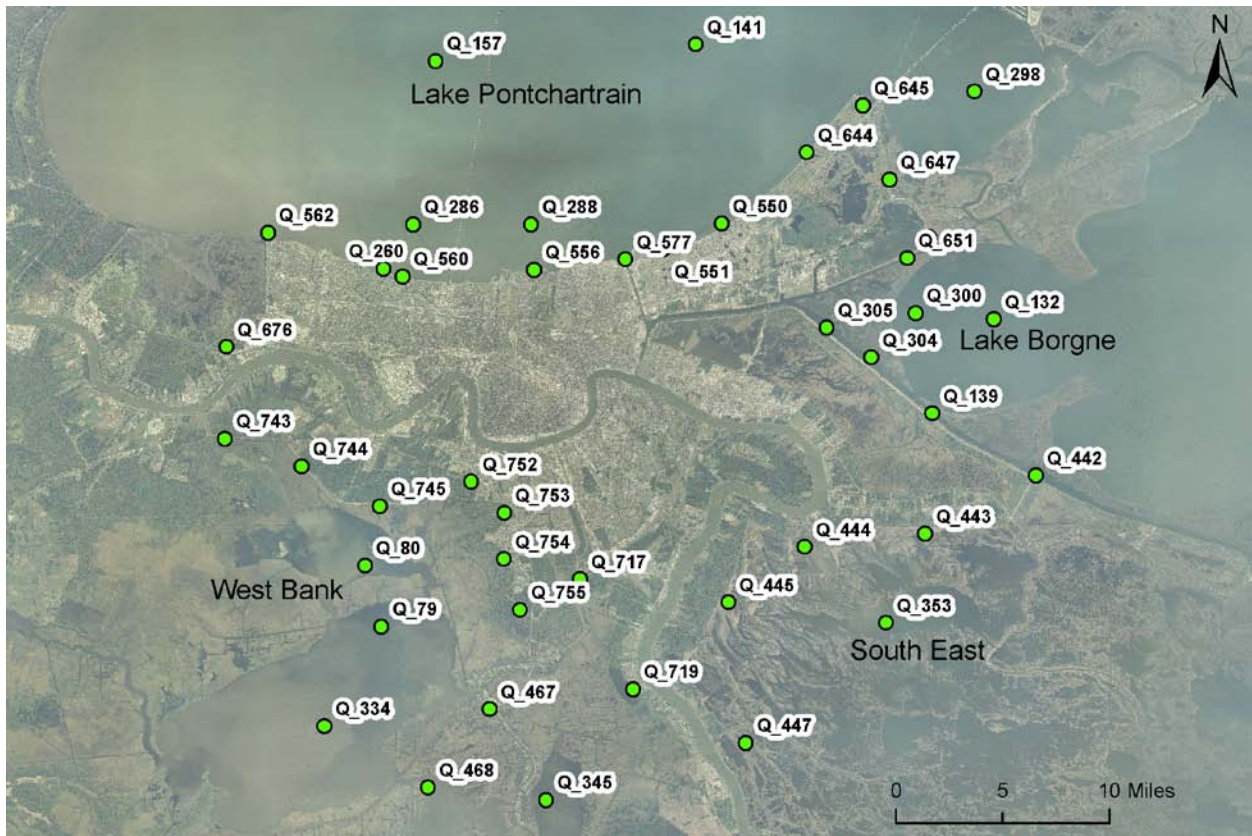 Q_141
N
Q_157
Lake Pontchartrain
Q_298
Q_645
Q_644
Q_647
Q_562
Q_286
Q_288
Q_550
Q_260
Q_560
Q_556
Q_577
Q_551
Q_651
Q_300
Q_132
Q_305
Q_304
Lake Borgne
Q_676
Q_139
Q_743
Q_744
Q_752
Q_442
Q_745
Q_753
Q_443
Q_444
Q_80
Q_754
Q_717
West Bank
Q_755
Q_445
Q_353
Q_79
South East
Q_719
Q_467
Q_334
Q_447
Q_468
Q_345
0 5 10 Miles